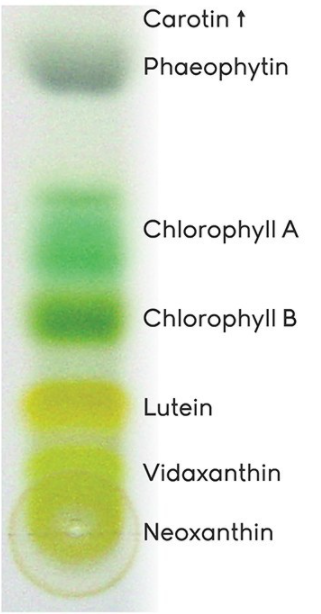 Carotin ↑
Phaeophytin
Chlorophyll A
Chlorophyll B
Lutein
Vidaxanthin
Neoxanthin